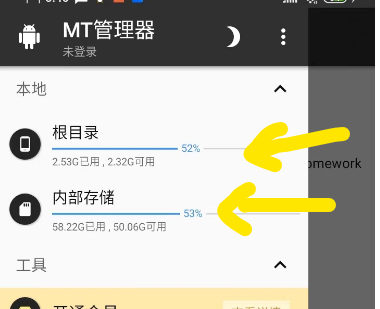 MT管理器
未登录
本地
根目录
52%
2.53G已用 , 2.32G可用
omework
内部存储
53%
58.22G已用 , 50.06G可用
工具